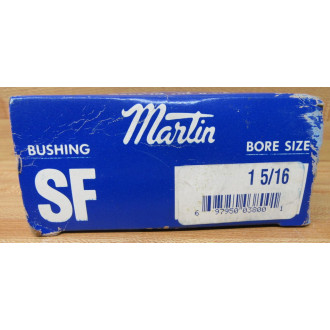 Martin
BUSHING
BORE SIZE
SF
1 5/16
6 97950 03800 1